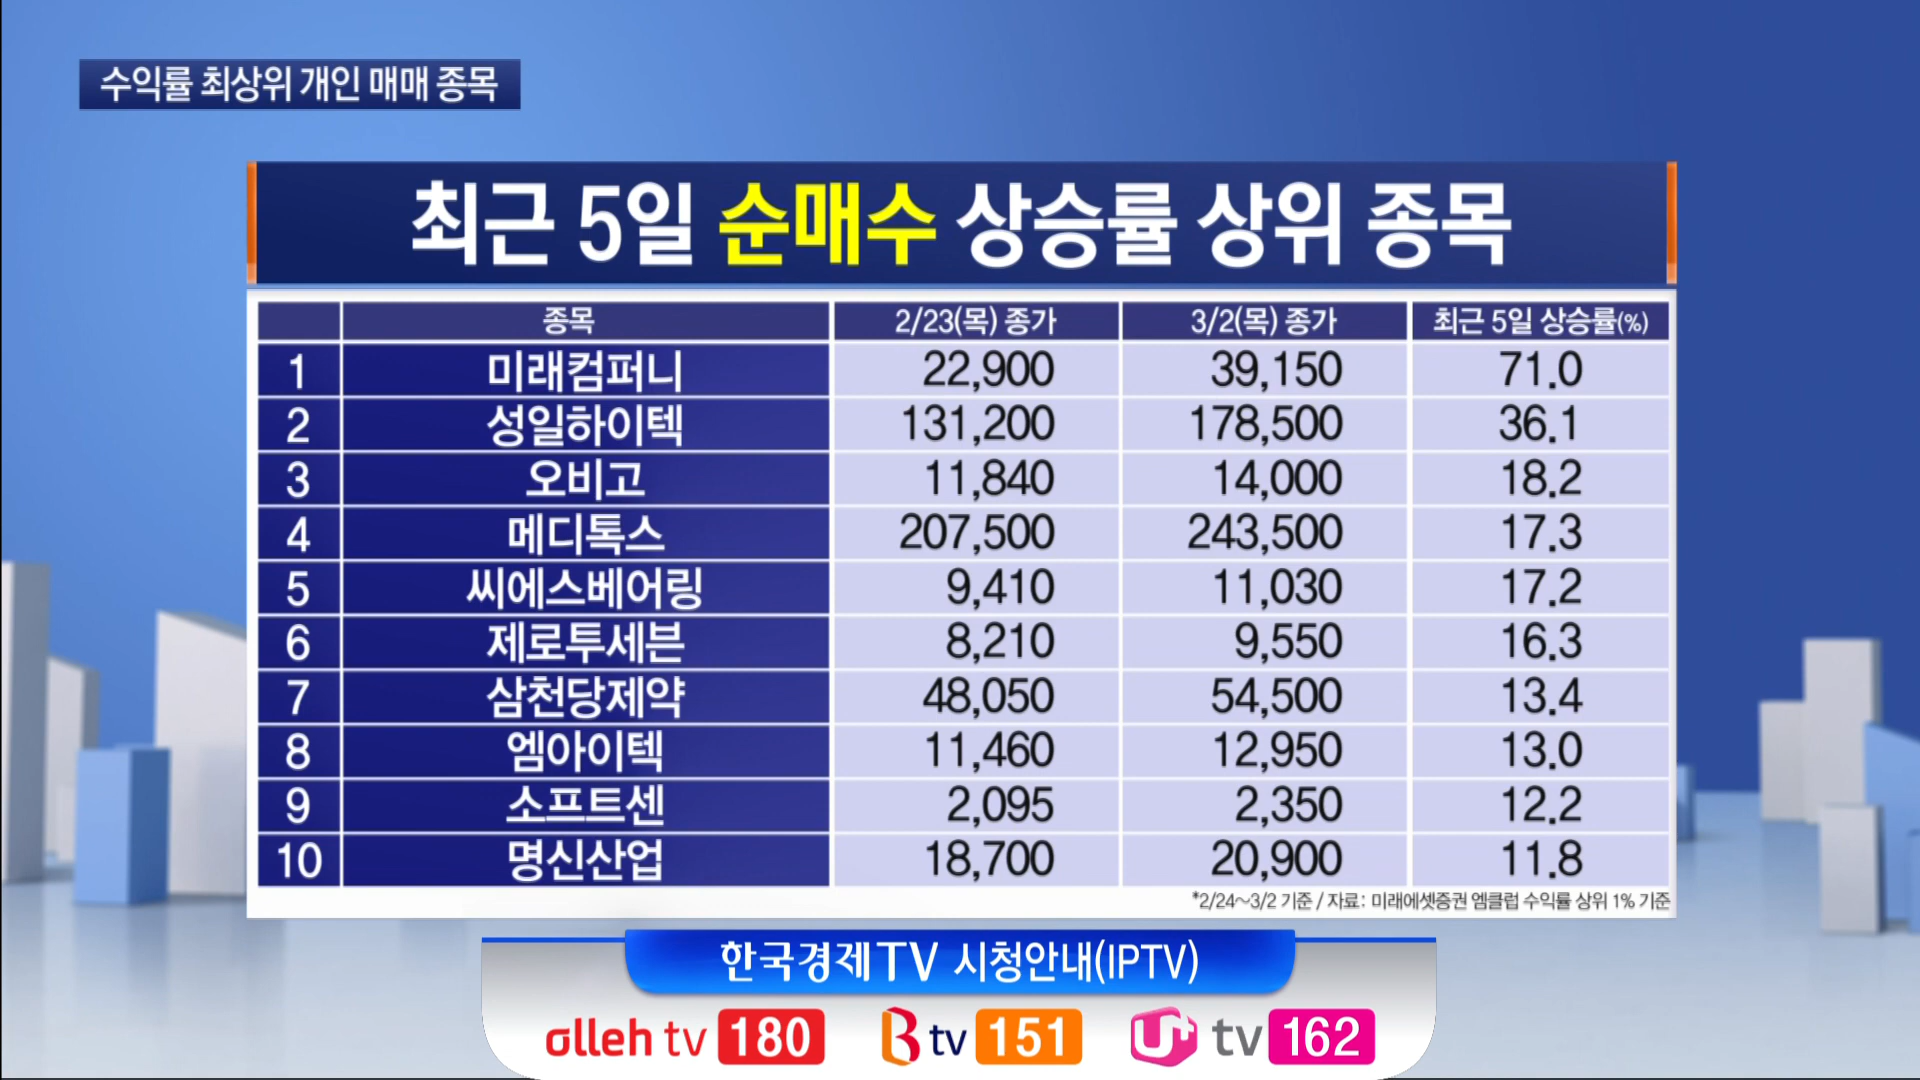 수익률 최상위 개인 매매 종목
최근 5일 순매수 상승률 상위 종목
종목 2/23(목) 종가 3/2(목) 종가 최근 5일 상승률(%)
1 미래컴퍼니 22,900 39,150 71.0
2 성일하이텍 131,200 178,500 36.1
3 오비고 11,840 14,000 18.2
4 메디톡스 207,500 243,500 17.3
5 씨에스베어링 9,410 11,030 17.2
6 제로투세븐 8,210 9,550 16.3
7 삼천당제약 48,050 54,500 13.4
8 엠아이텍 11,460 12,950 13.0
9 소프트센 2,095 2,350 12.2
10 명신산업 18,700 20,900 11.8
*2/24~3/2 기준 / 자료: 미래에셋증권 엠클럽 수익률 상위 1% 기준
한국경제TV 시청안내(IPTV)
olleh tv 180 B tv 151 U+ tv 162